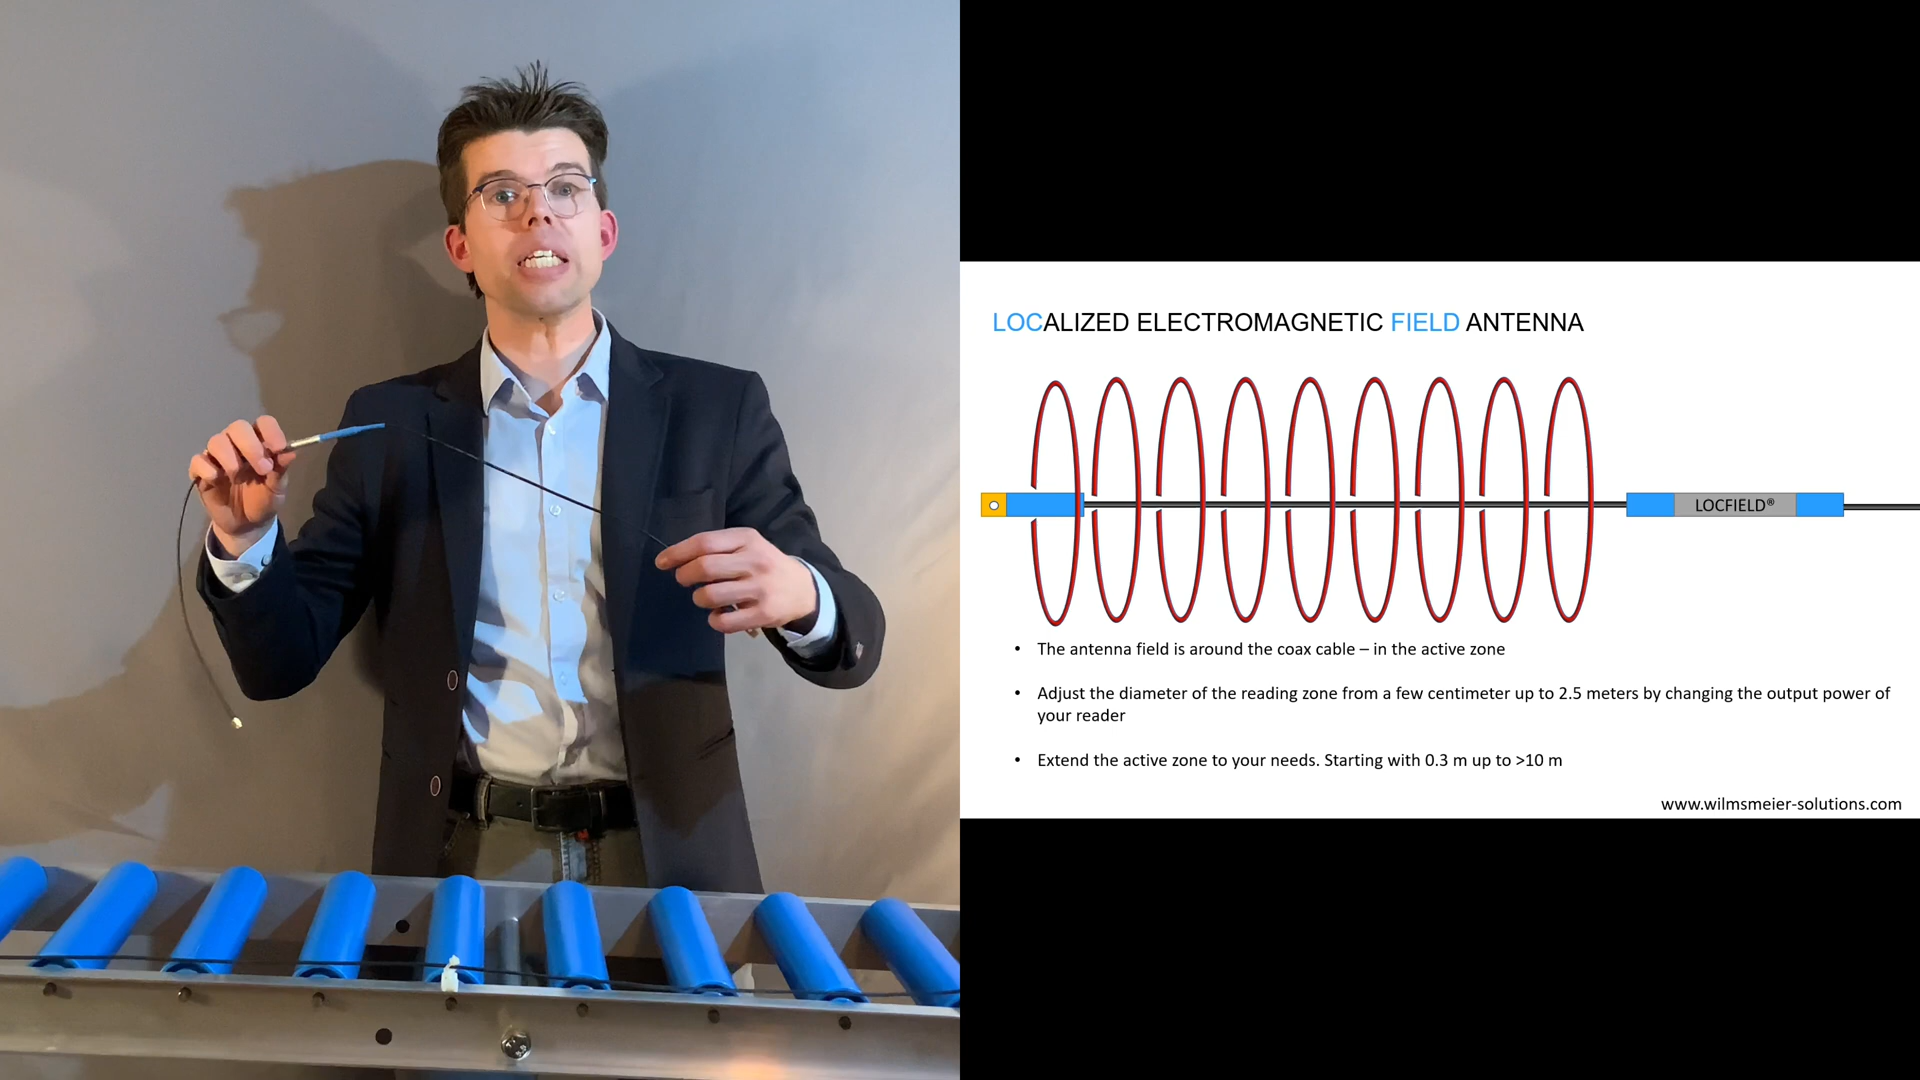 LOCALIZED ELECTROMAGNETIC FIELD ANTENNA
LOCFIELD®
• The antenna field is around the coax cable – in the active zone
• Adjust the diameter of the reading zone from a few centimeter up to 2.5 meters by changing the output power of
your reader
• Extend the active zone to your needs. Starting with 0.3 m up to >10 m
www.wilmsmeier-solutions.com